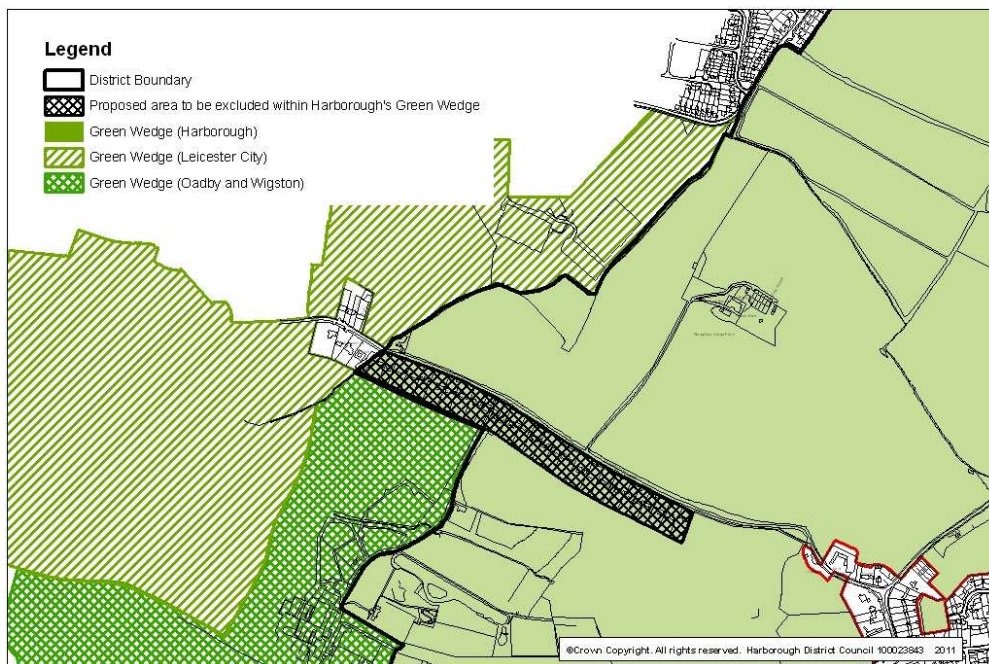 Legend
District Boundary
Proposed area to be excluded within Harborough's Green Wedge
Green Wedge (Harborough)
Green Wedge (Leicester City)
Green Wedge (Oadby and Wigston)
©Crown Copyright. All rights reserved. Harborough District Council 100023843 2011